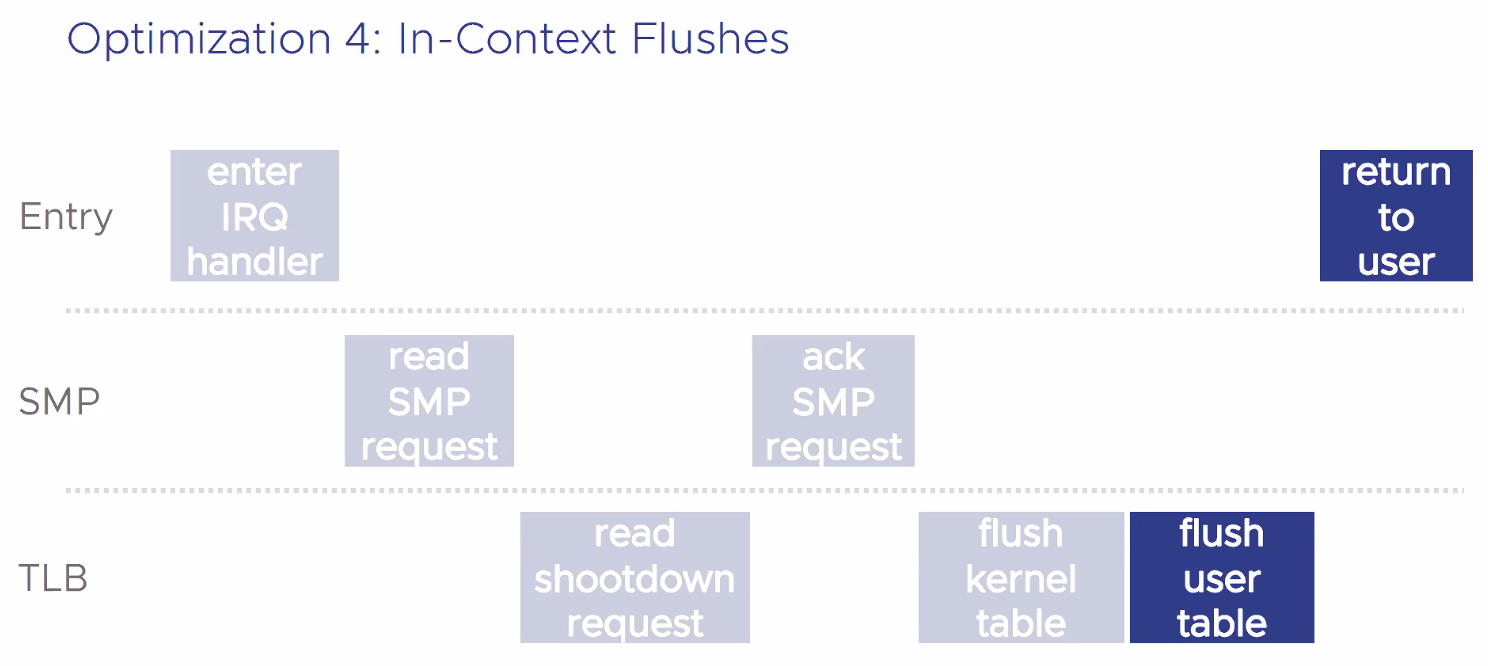 Optimization 4: In-Context Flushes
Entry
enter
IRQ
handler
return
to
user
SMP
read
SMP
request
ack
SMP
request
TLB
read
shootdown
request
flush
kernel
table
flush
user
table